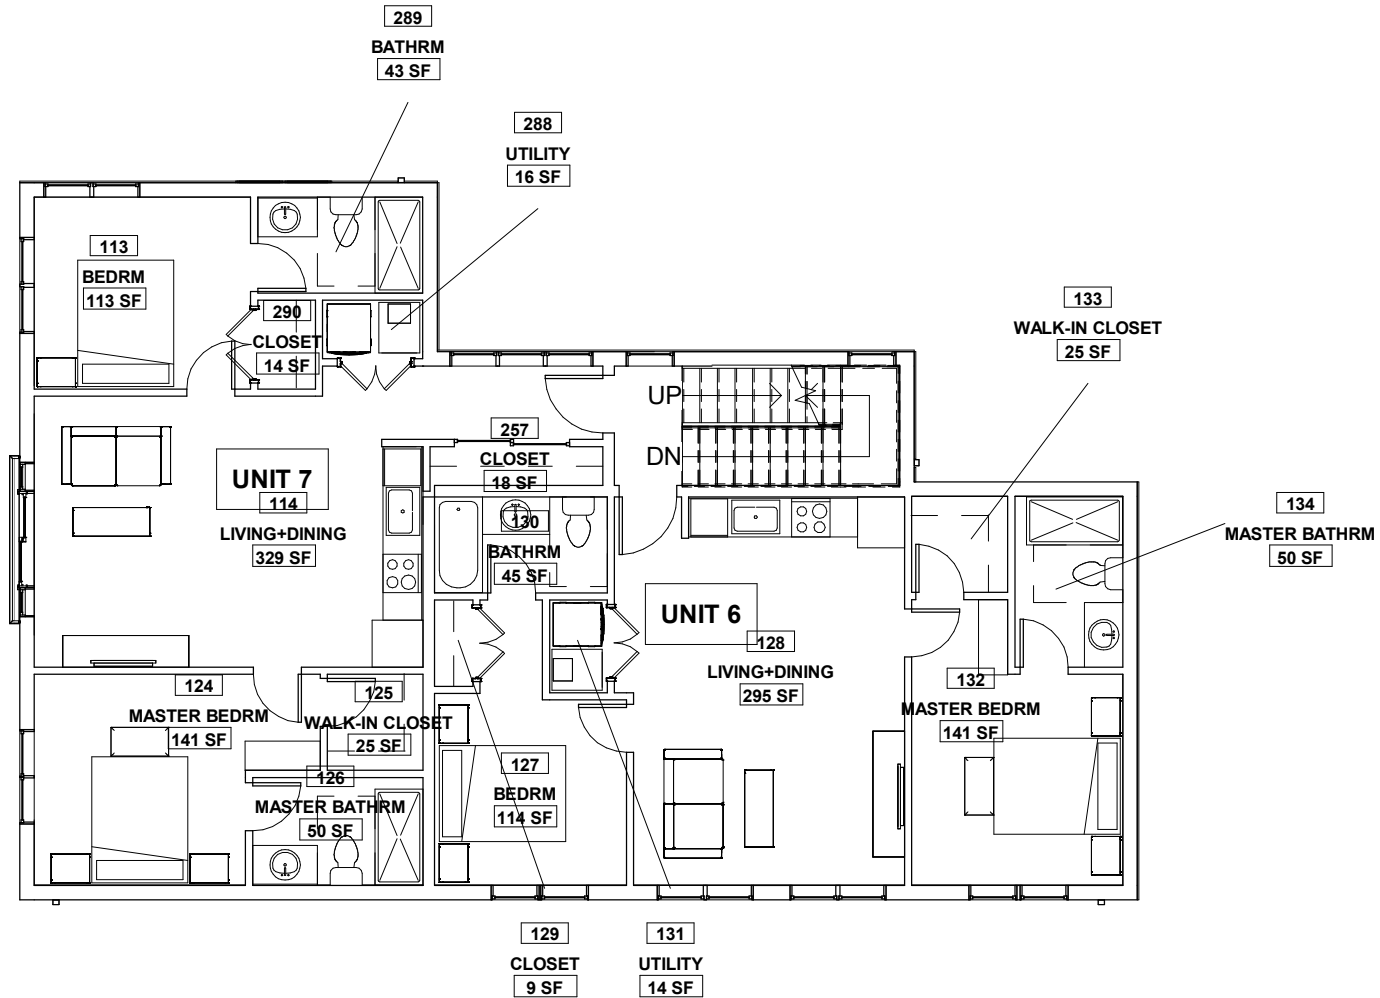 289
BATHRM
43 SF
288
UTILITY
16 SF
113
BEDRM
113 SF
290
CLOSET
14 SF
133
WALK-IN CLOSET
25 SF
UP
DN
257
CLOSET
18 SF
UNIT 7
114
LIVING+DINING
329 SF
130
BATHRM
45 SF
134
MASTER BATHRM
50 SF
UNIT 6
128
LIVING+DINING
295 SF
132
MASTER BEDRM
141 SF
124
MASTER BEDRM
141 SF
125
WALK-IN CLOSET
25 SF
126
MASTER BATHRM
50 SF
127
BEDRM
114 SF
129
CLOSET
9 SF
131
UTILITY
14 SF